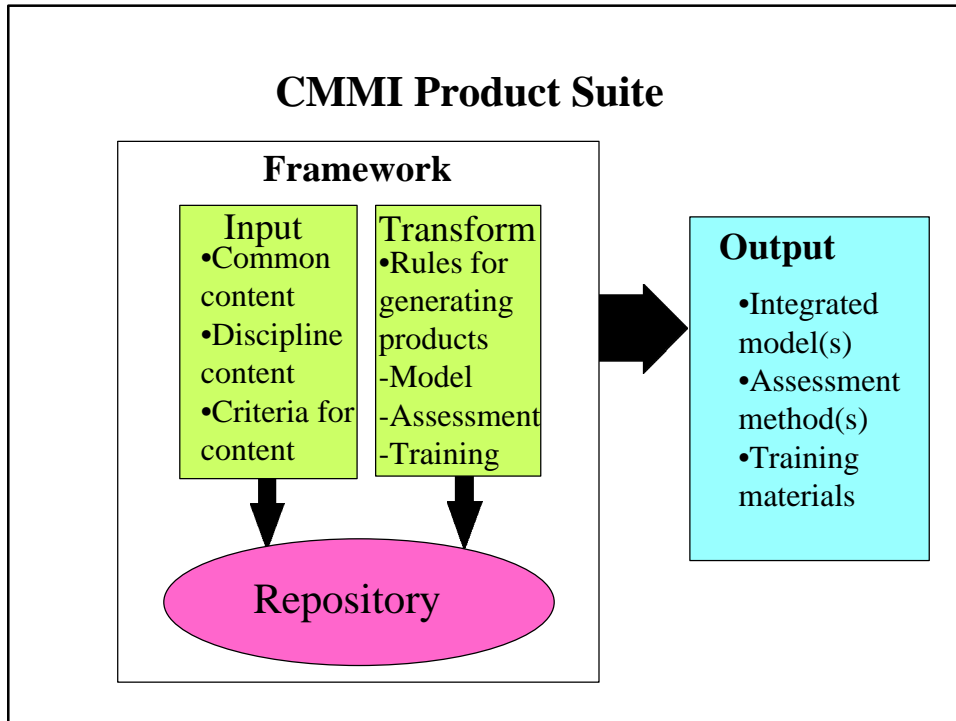 CMMI Product Suite
Framework
Input
•Common
content
•Discipline
content
•Criteria for
content
Transform
•Rules for
generating
products
-Model
-Assessment
-Training
Repository
Output
•Integrated
model(s)
•Assessment
method(s)
•Training
materials